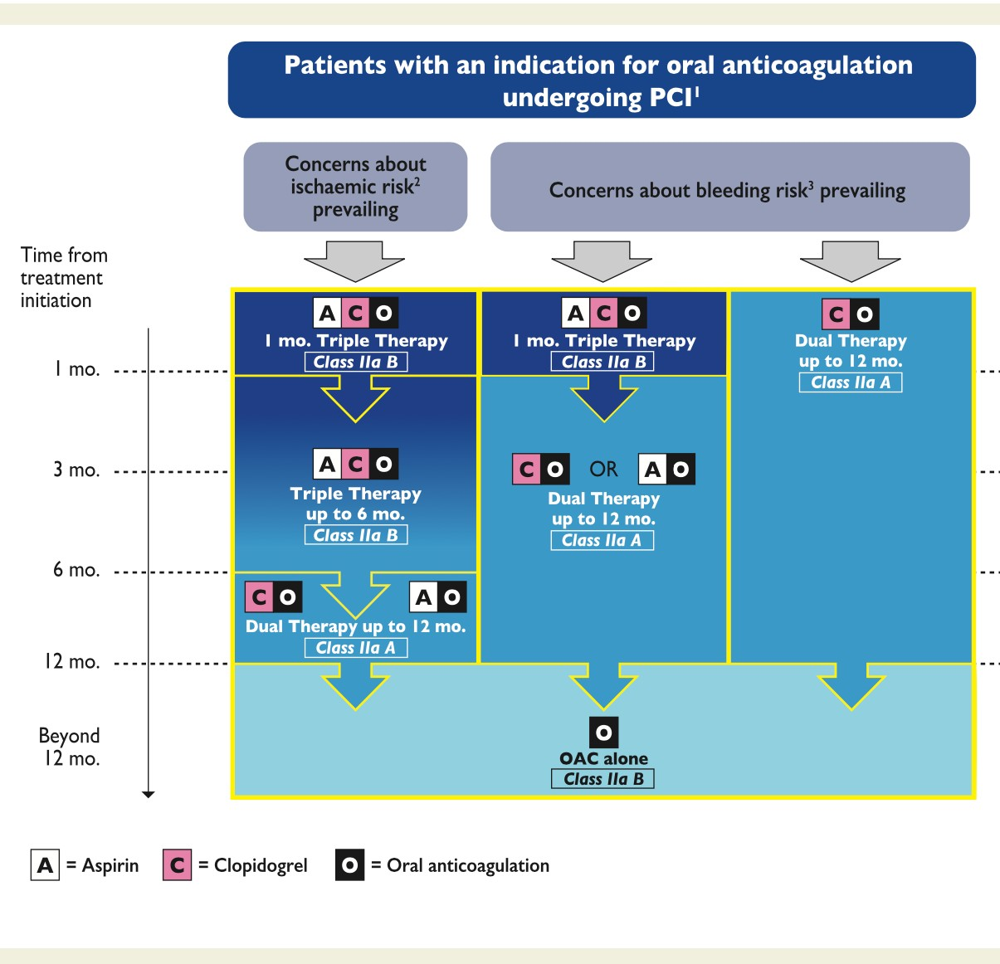 Patients with an indication for oral anticoagulation
undergoing PCI¹
Concerns about
ischaemic risk²
prevailing
Concerns about bleeding risk³ prevailing
Time from
treatment
initiation
A C O
1 mo. Triple Therapy
Class IIa B
A C O
1 mo. Triple Therapy
Class IIa B
C O
Dual Therapy
up to 12 mo.
Class IIa A
1 mo.
A C O
Triple Therapy
up to 6 mo.
Class IIa B
C O OR A O
Dual Therapy
up to 12 mo.
Class IIa A
3 mo.
6 mo.
C O A O
Dual Therapy up to 12 mo.
Class IIa A
12 mo.
Beyond
12 mo.
O
OAC alone
Class IIa B
A = Aspirin C = Clopidogrel O = Oral anticoagulation